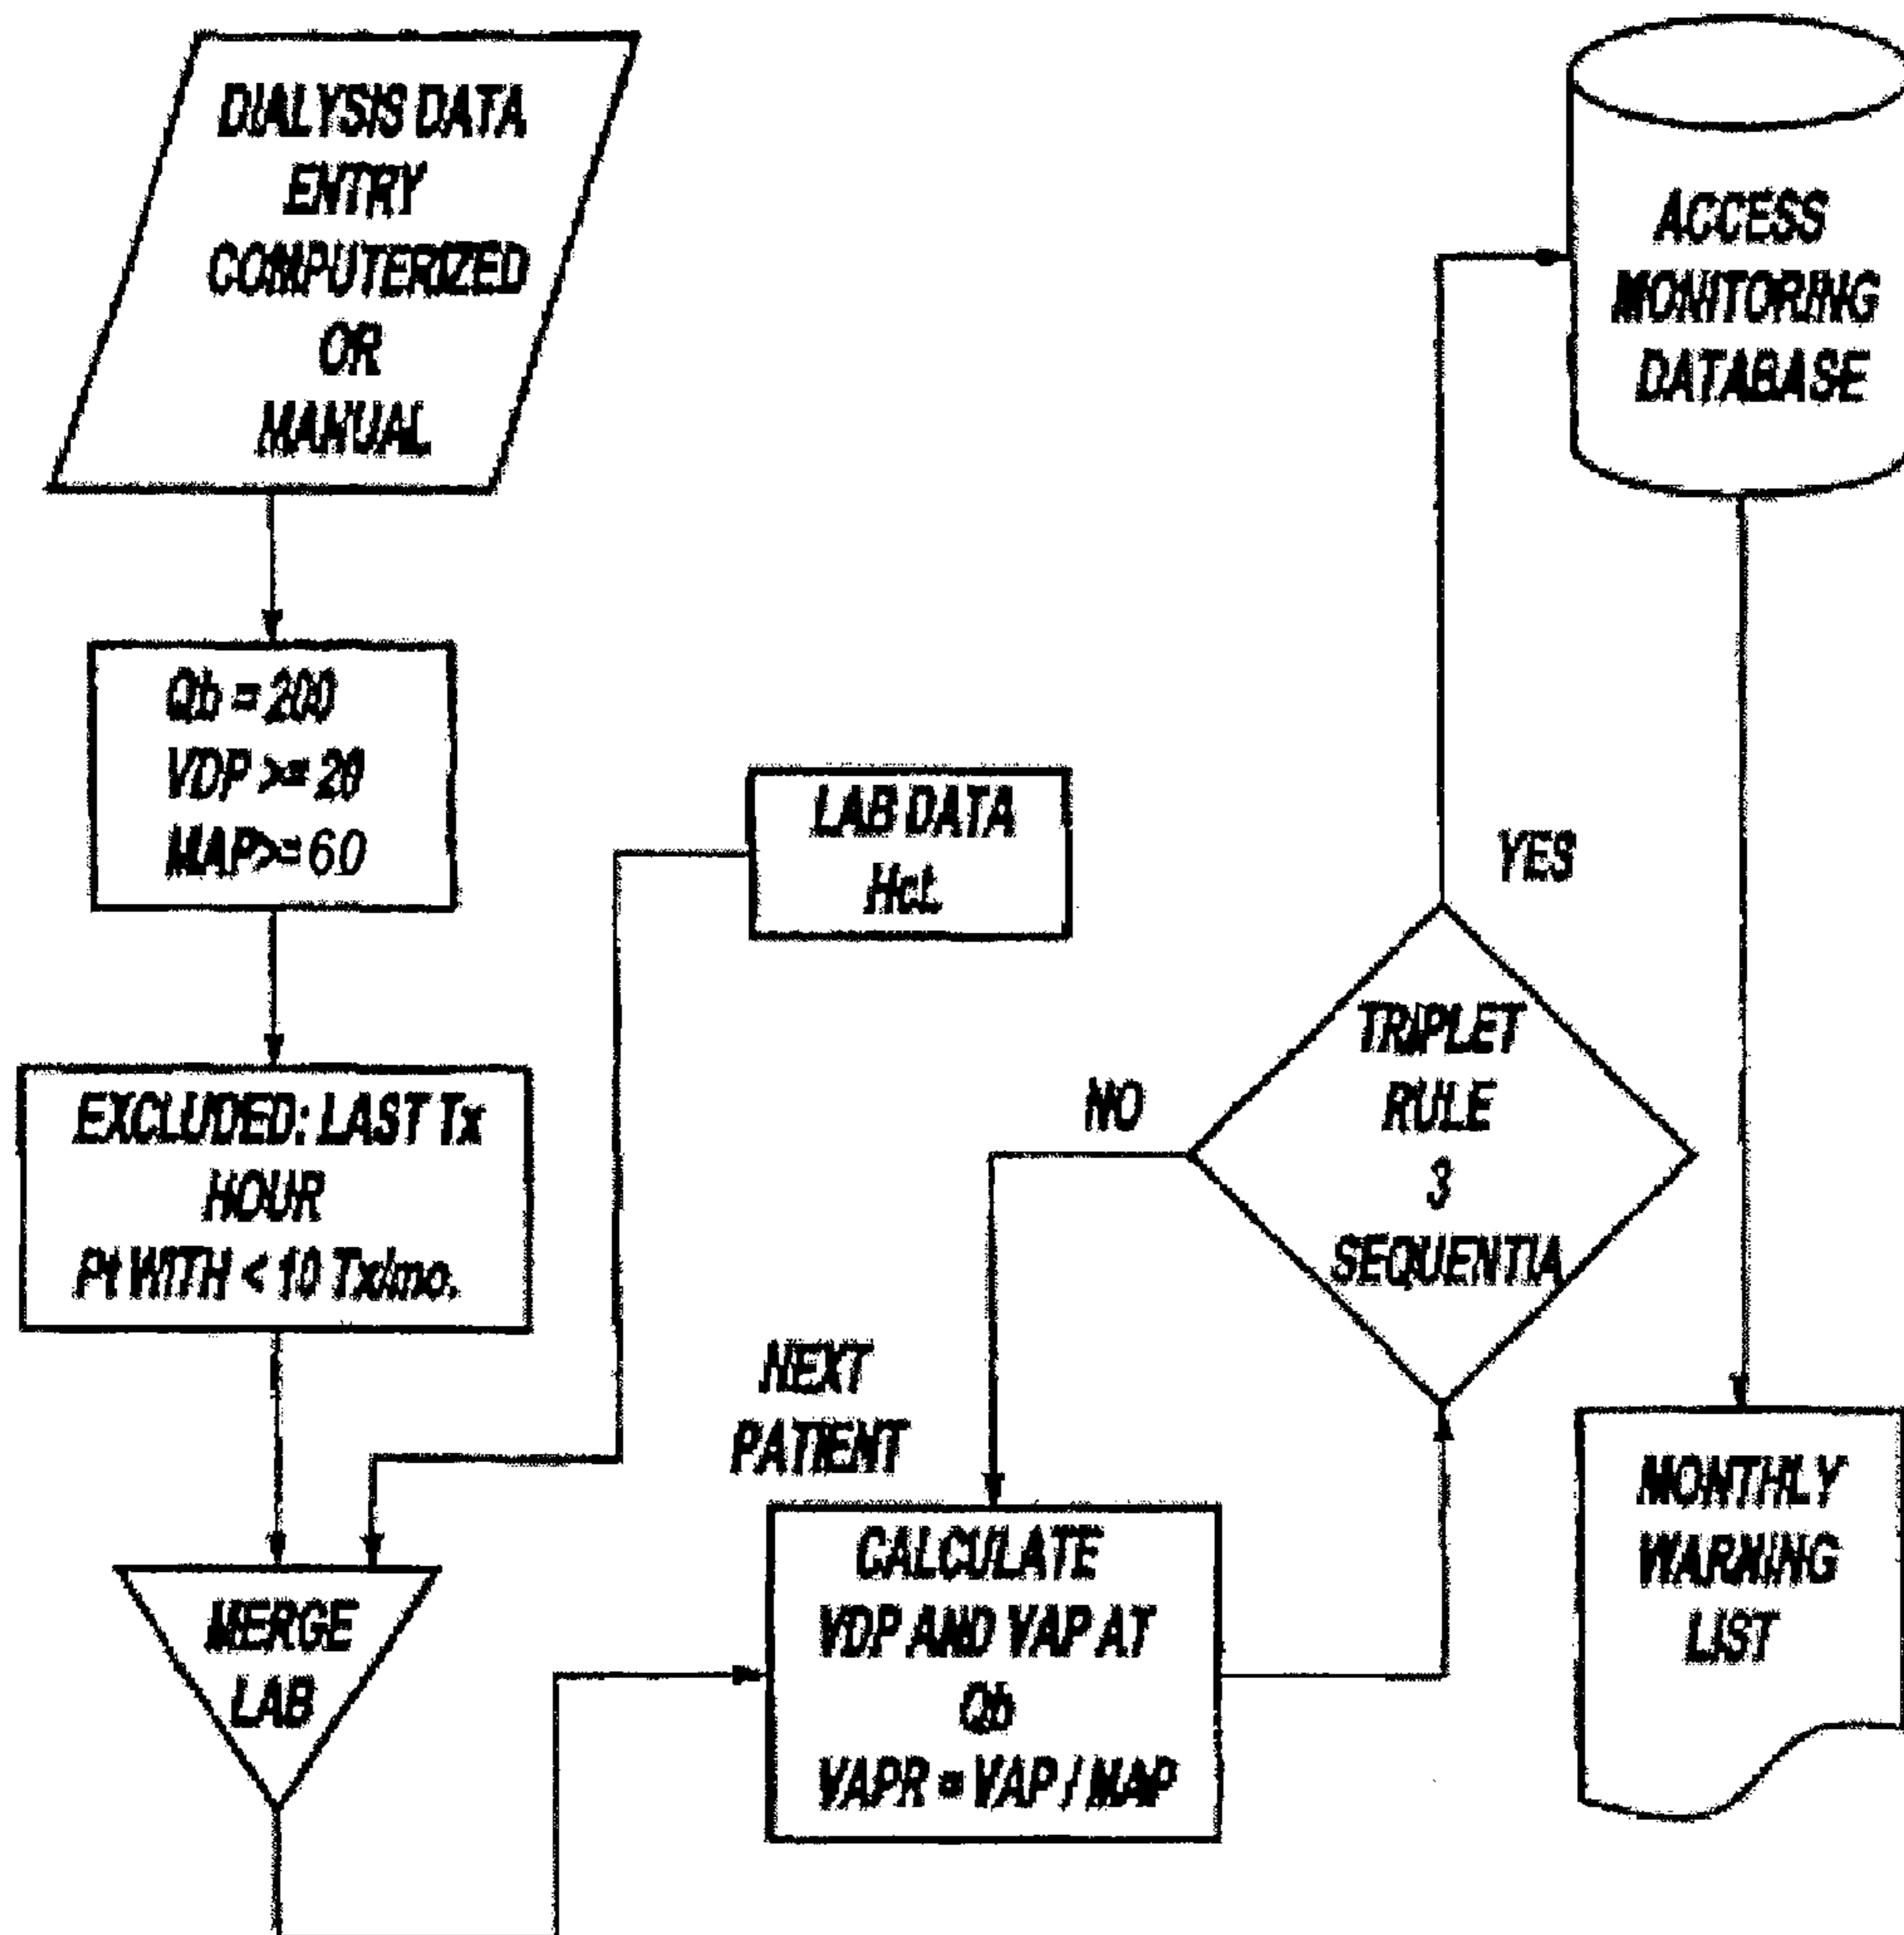 DIALYSIS DATA
ENTRY
COMPUTERIZED
OR
MANUAL
Qb = 200
VDP >= 20
MAP>= 60
EXCLUDED: LAST Tx
HOUR
Pt WITH < 10 Tx/mo.
LAB DATA
Hct.
MERGE
LAB
NEXT
PATIENT
CALCULATE
VDP AND VAP AT
Qb
VAPR = VAP / MAP
NO
TRIPLET
RULE
3
SEQUENTIA
YES
ACCESS
MONITORING
DATABASE
MONTHLY
WARNING
LIST